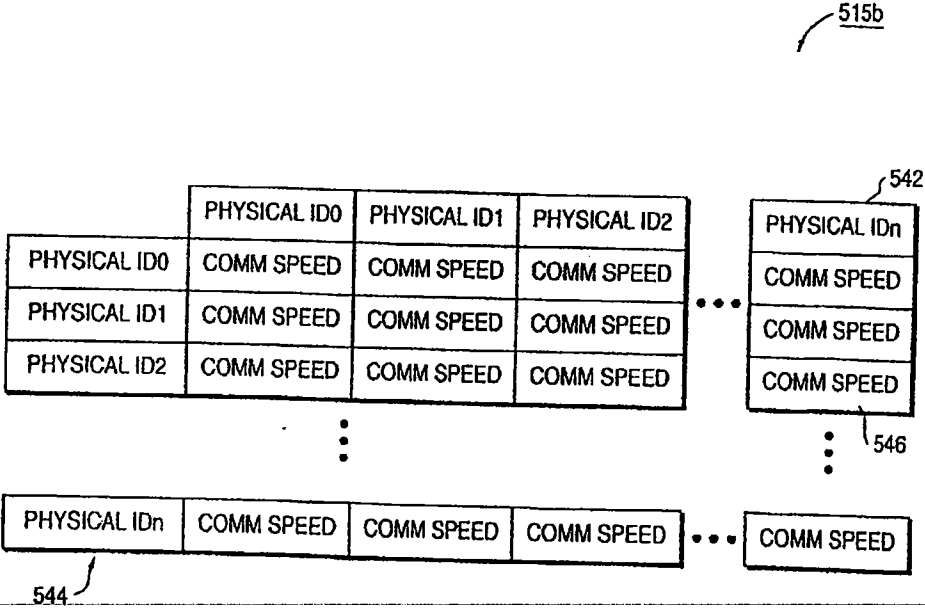 515b
542
PHYSICAL ID0 PHYSICAL ID1 PHYSICAL ID2 PHYSICAL IDn
PHYSICAL ID0 COMM SPEED COMM SPEED COMM SPEED COMM SPEED
PHYSICAL ID1 COMM SPEED COMM SPEED COMM SPEED COMM SPEED
PHYSICAL ID2 COMM SPEED COMM SPEED COMM SPEED COMM SPEED
546
PHYSICAL IDn COMM SPEED COMM SPEED COMM SPEED COMM SPEED
544